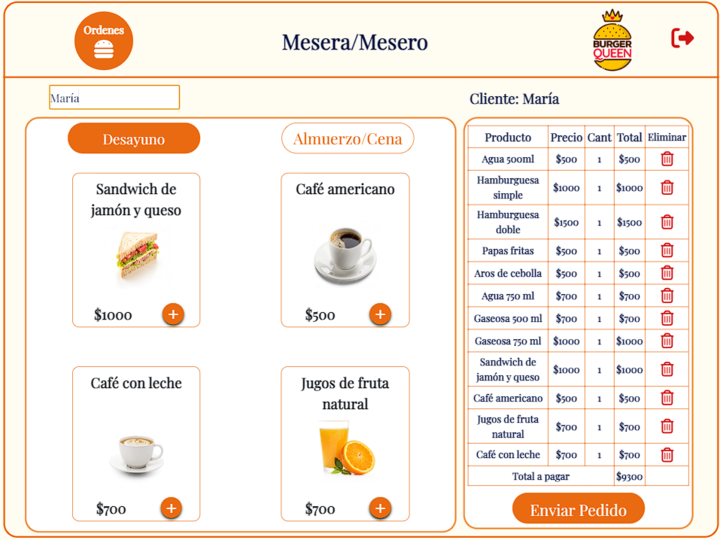 Ordenes
Mesera/Mesero
BURGER
QUEEN
María
Cliente: María
Desayuno
Almuerzo/Cena
Sandwich de
jamón y queso
$1000
+
Café americano
$500
+
Café con leche
$700
+
Jugos de fruta
natural
$700
+
Producto Precio Cant Total Eliminar
Agua 500ml $500 1 $500
Hamburguesa
simple $1000 1 $1000
Hamburguesa
doble $1500 1 $1500
Papas fritas $500 1 $500
Aros de cebolla $500 1 $500
Agua 750 ml $700 1 $700
Gaseosa 500 ml $700 1 $700
Gaseosa 750 ml $1000 1 $1000
Sandwich de
jamón y queso $1000 1 $1000
Café americano $500 1 $500
Jugos de fruta
natural $700 1 $700
Café con leche $700 1 $700
Total a pagar $9300
Enviar Pedido